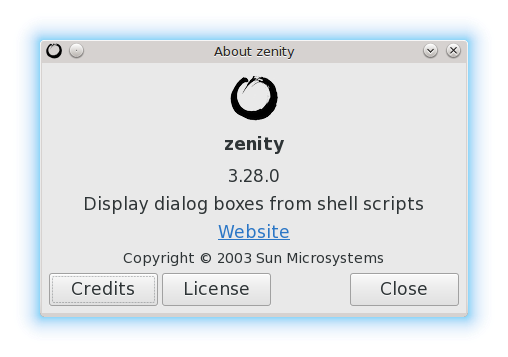 About zenity
zenity
3.28.0
Display dialog boxes from shell scripts
Website
Copyright © 2003 Sun Microsystems
Credits License Close